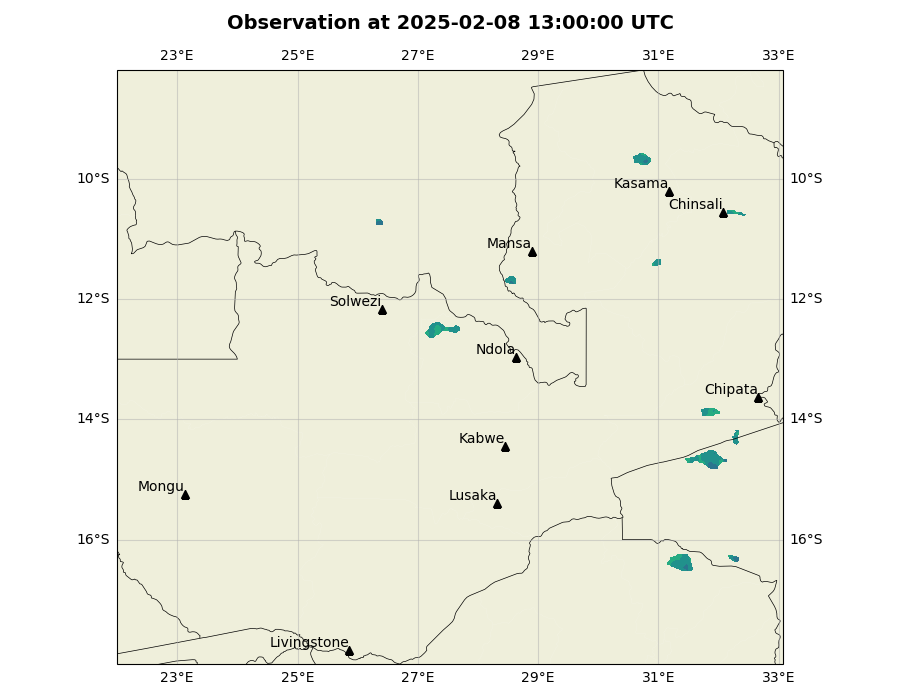 Observation at 2025-02-08 13:00:00 UTC
23°E 25°E 27°E 29°E 31°E 33°E
10°S 10°S
Kasama
Chinsali
Mansa
12°S 12°S
Solwezi
Ndola
Chipata
14°S 14°S
Kabwe
Mongu
Lusaka
16°S 16°S
Livingstone
23°E 25°E 27°E 29°E 31°E 33°E